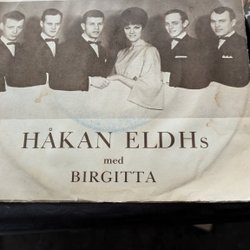 HÅKAN ELDHs
med
BIRGITTA